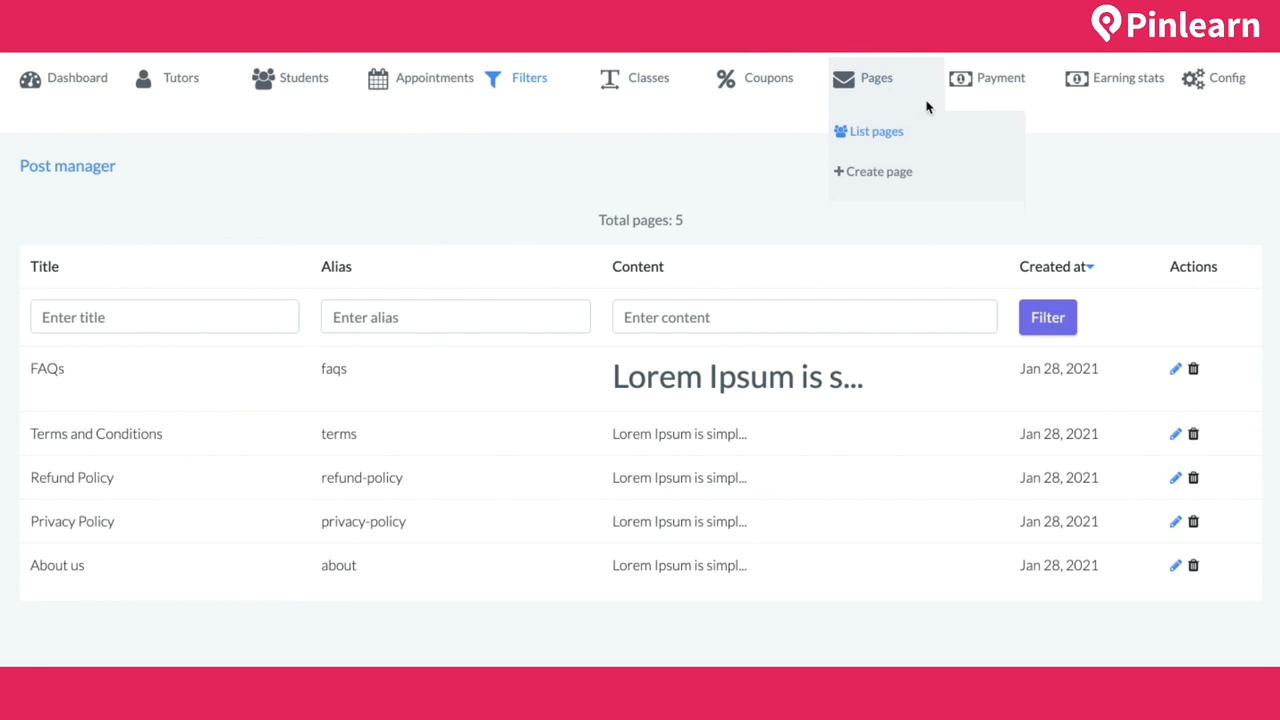 Pinlearn
Dashboard Tutors Students Appointments Filters Classes Coupons Pages Payment Earning stats Config
List pages
Create page
Post manager
Total pages: 5
Title Alias Content Created at Actions
Enter title Enter alias Enter content Filter
FAQs faqs Lorem Ipsum is s... Jan 28, 2021
Terms and Conditions terms Lorem Ipsum is simpl... Jan 28, 2021
Refund Policy refund-policy Lorem Ipsum is simpl... Jan 28, 2021
Privacy Policy privacy-policy Lorem Ipsum is simpl... Jan 28, 2021
About us about Lorem Ipsum is simpl... Jan 28, 2021